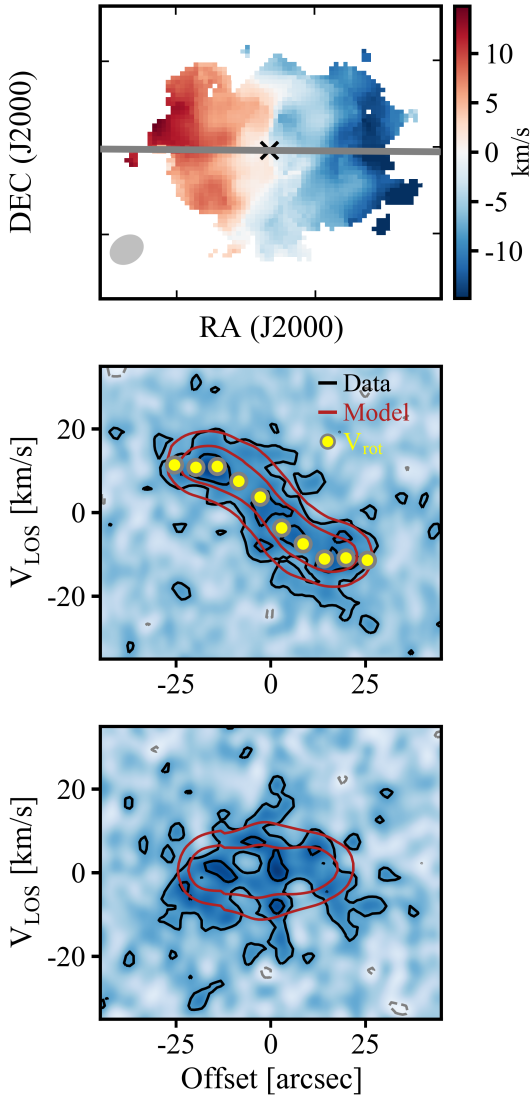 DEC (J2000)
10
5
0
-5
-10
km/s
RA (J2000)
Data
Model
V_rot
V_LOS [km/s]
20
0
-20
-25
0
25
V_LOS [km/s]
20
0
-20
-25
0
25
Offset [arcsec]